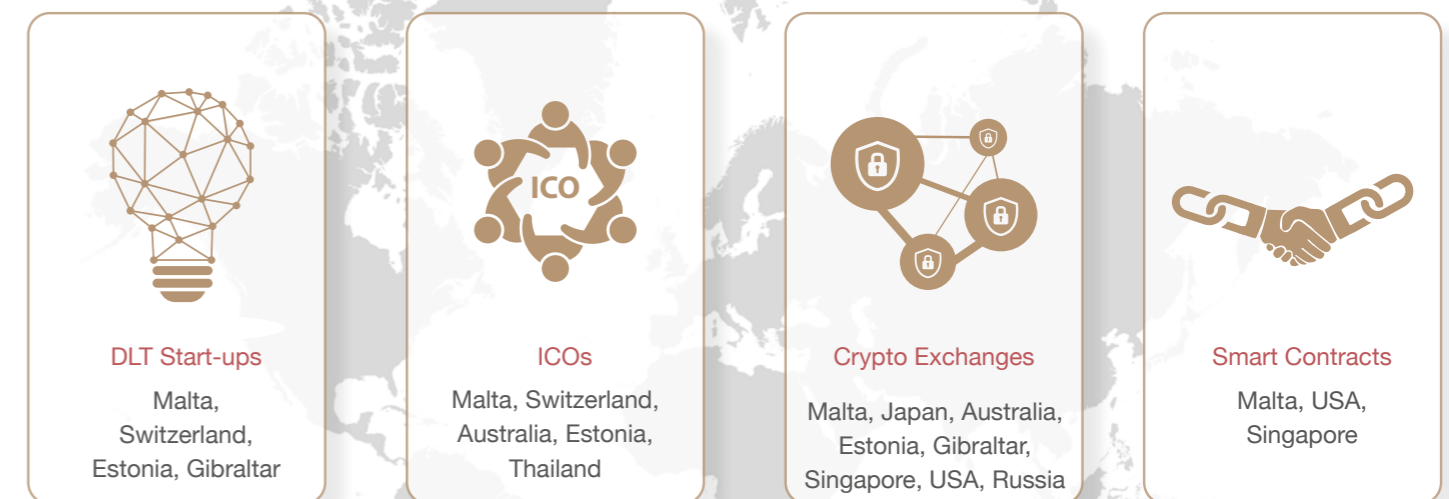 DLT Start-ups
Malta,
Switzerland,
Estonia, Gibraltar
ICO
ICOs
Malta, Switzerland,
Australia, Estonia,
Thailand
Crypto Exchanges
Malta, Japan, Australia,
Estonia, Gibraltar,
Singapore, USA, Russia
Smart Contracts
Malta, USA,
Singapore